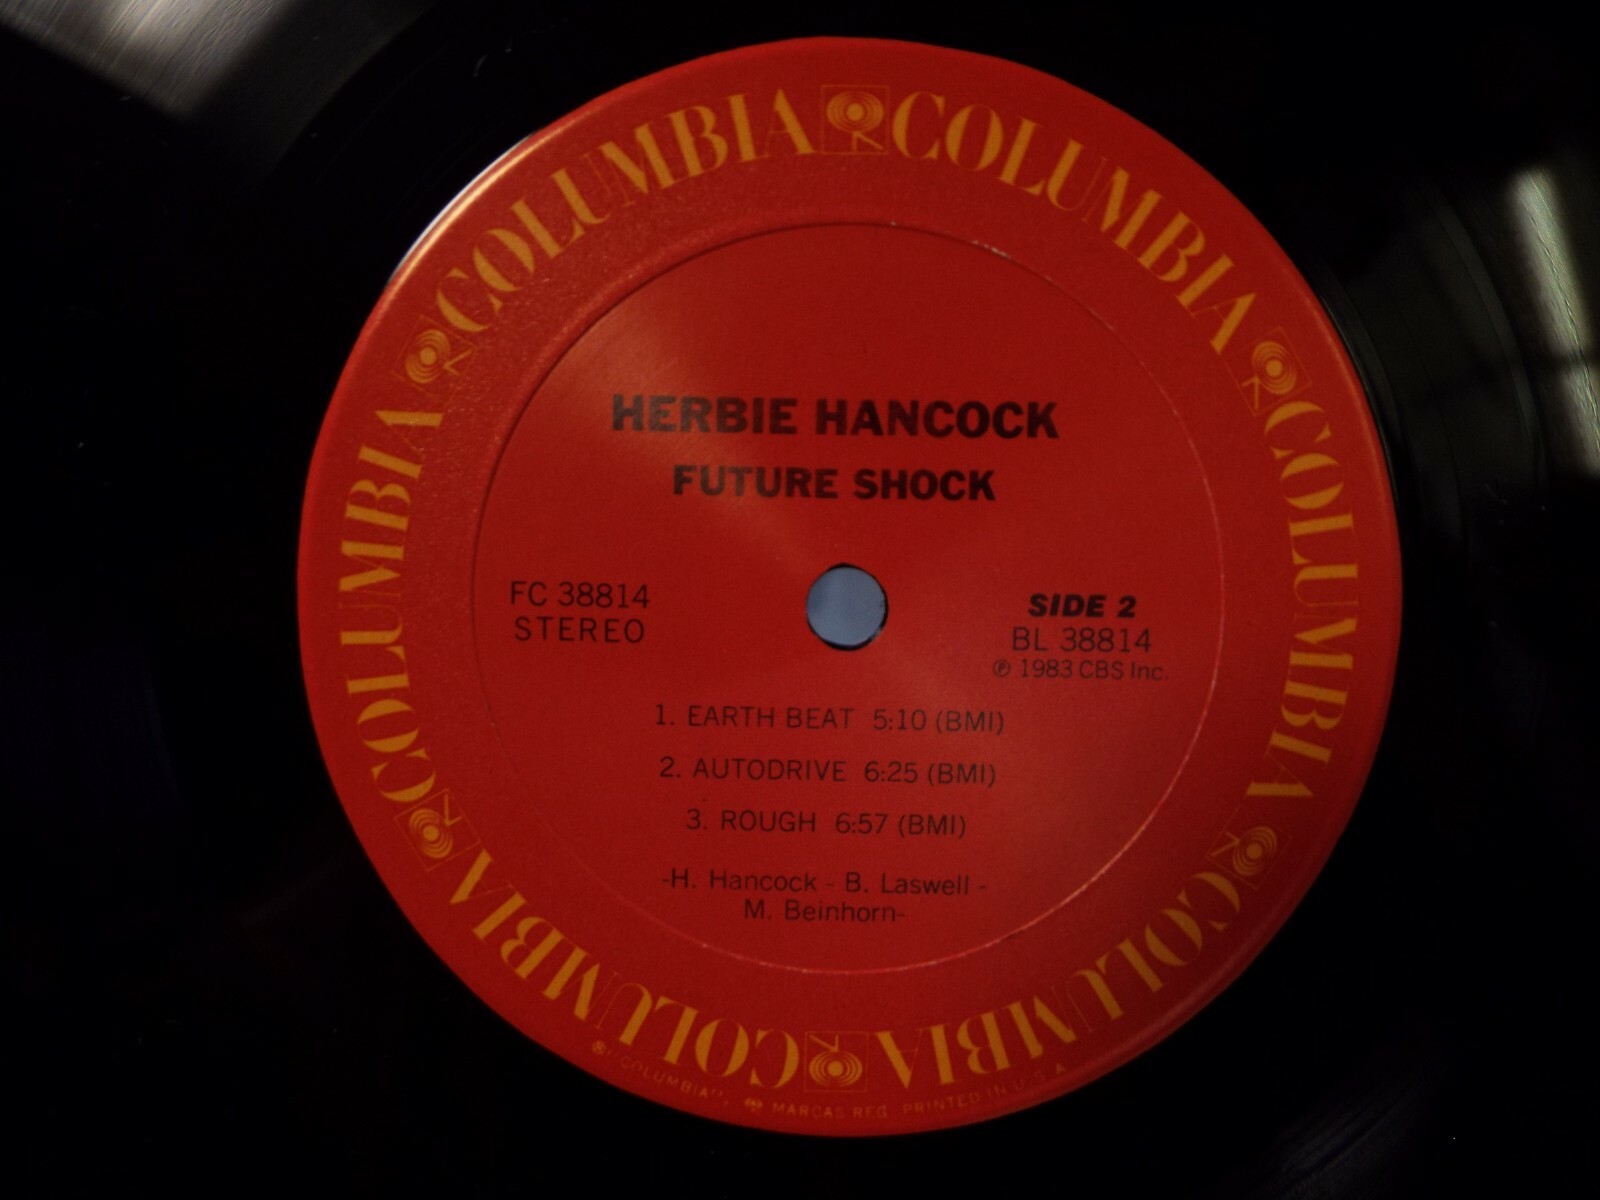 COLUMBIA COLUMBIA COLUMBIA COLUMBIA COLUMBIA COLUMBIA
HERBIE HANCOCK
FUTURE SHOCK
FC 38814
STEREO
SIDE 2
BL 38814
℗ 1983 CBS Inc.
1. EARTH BEAT 5:10 (BMI)
2. AUTODRIVE 6:25 (BMI)
3. ROUGH 6:57 (BMI)
-H. Hancock - B. Laswell -
M. Beinhorn-
® "COLUMBIA", MARCAS REG. PRINTED IN U.S.A.